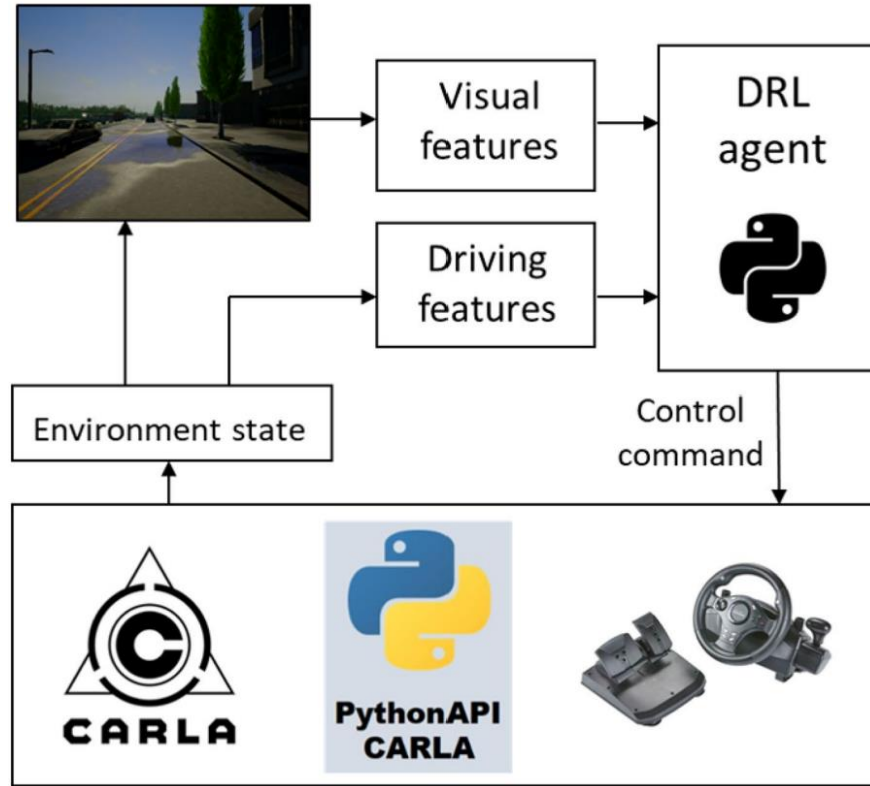 Visual
features
DRL
agent
Driving
features
Environment state
Control
command
CARLA
PythonAPI
CARLA